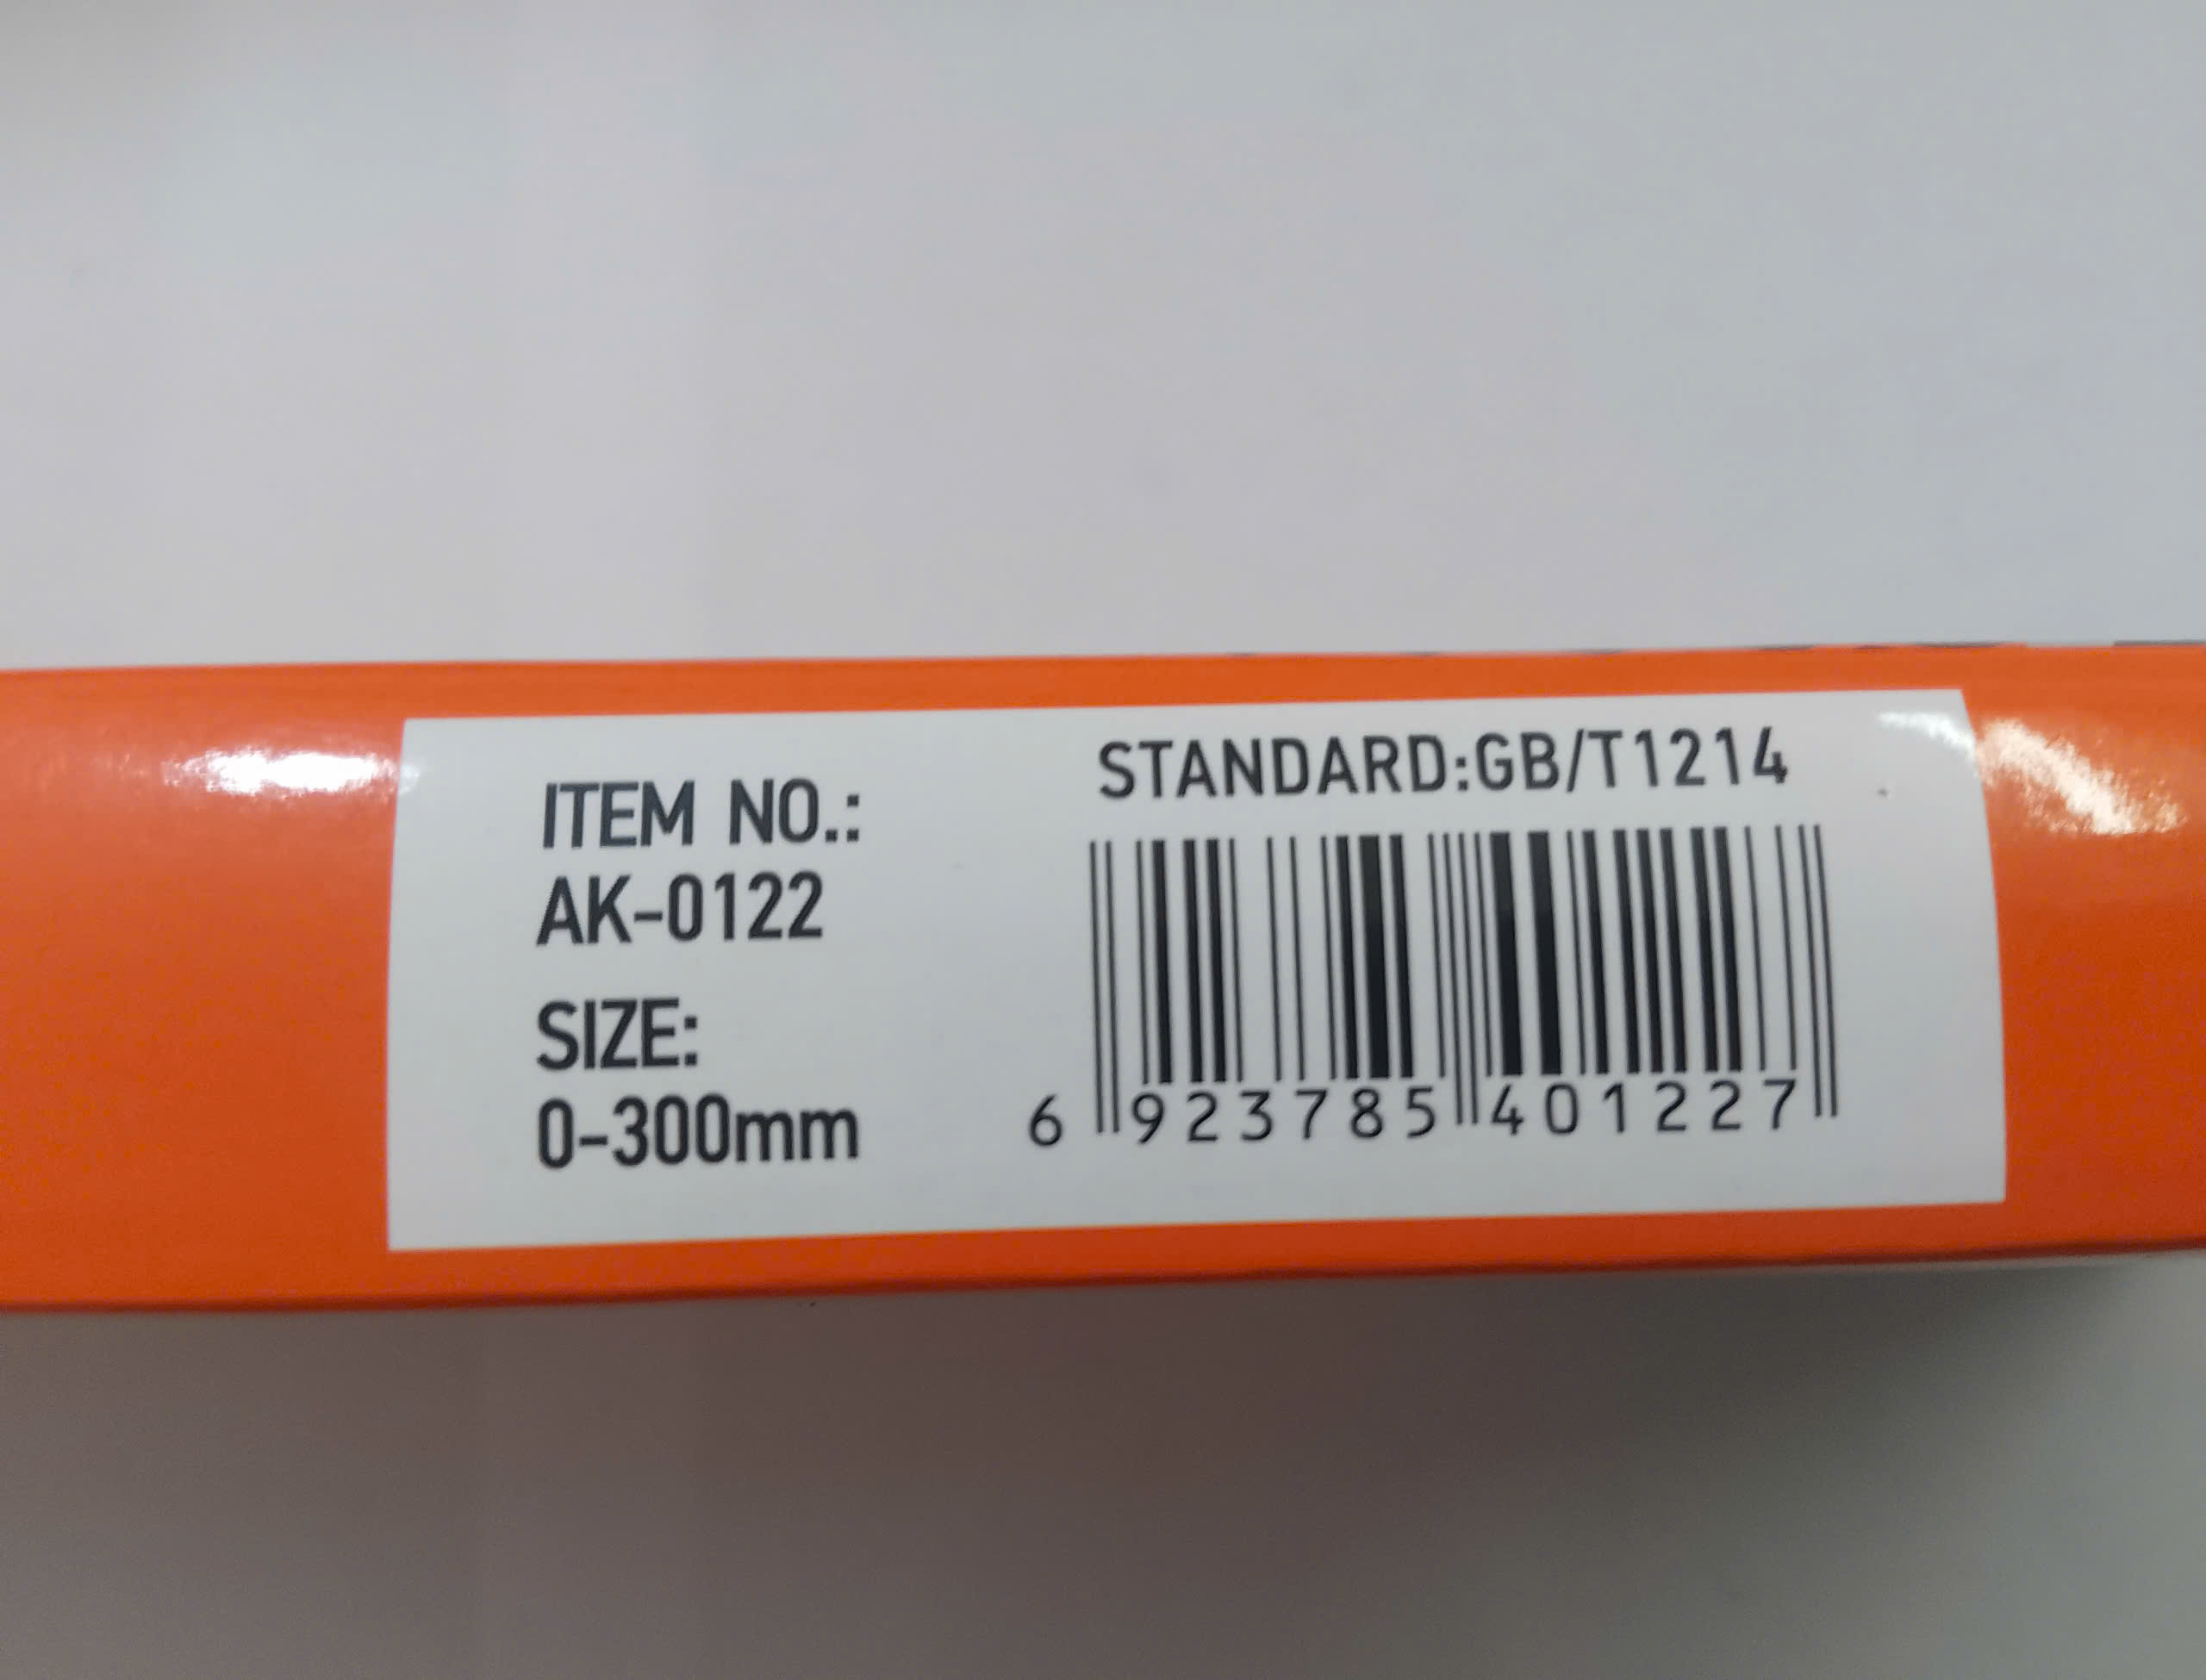 ITEM NO.:
AK-0122
SIZE:
0-300mm
STANDARD:GB/T1214
6 923785 401227